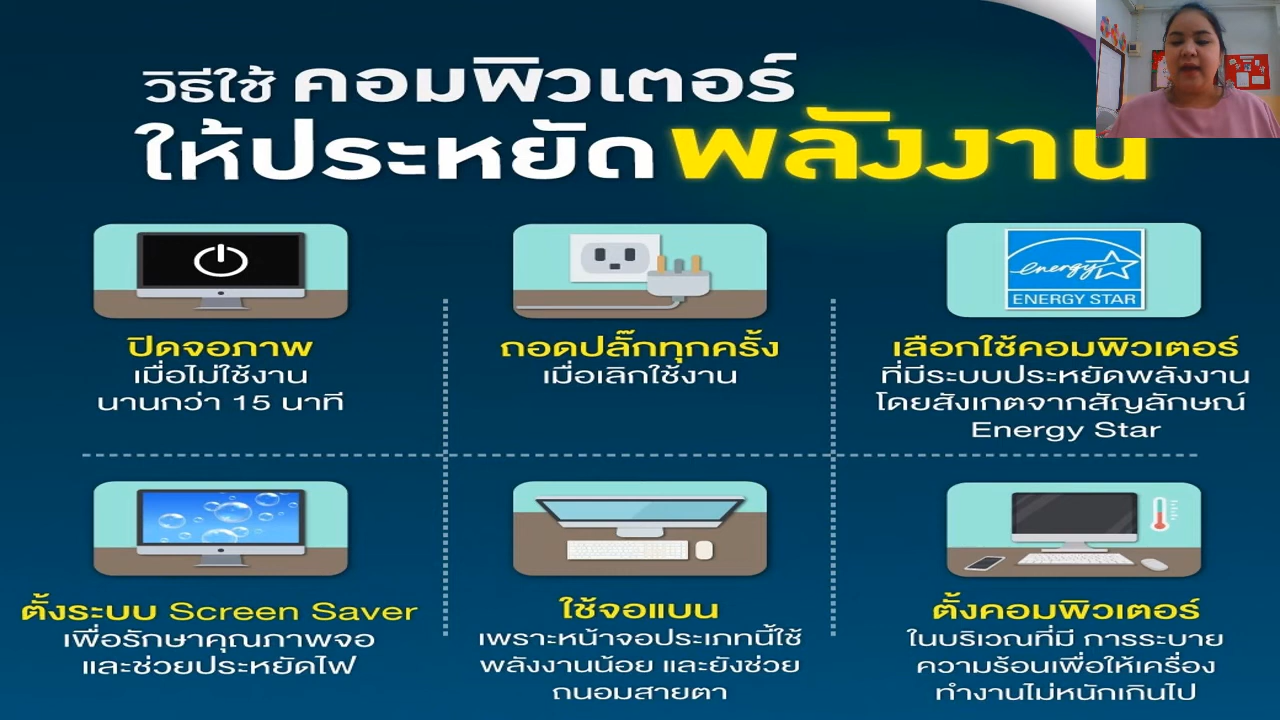 วิธีใช้ คอมพิวเตอร์
ให้ประหยัด พลังงาน
energy
ENERGY STAR
ปิดจอภาพ
เมื่อไม่ใช้งาน
นานกว่า 15 นาที
ถอดปลั๊กทุกครั้ง
เมื่อเลิกใช้งาน
เลือกใช้คอมพิวเตอร์
ที่มีระบบประหยัดพลังงาน
โดยสังเกตจากสัญลักษณ์
Energy Star
ตั้งระบบ Screen Saver
เพื่อรักษาคุณภาพจอ
และช่วยประหยัดไฟ
ใช้จอแบน
เพราะหน้าจอประเภทนี้ใช้
พลังงานน้อย และยังช่วย
ถนอมสายตา
ตั้งคอมพิวเตอร์
ในบริเวณที่มี การระบาย
ความร้อนเพื่อให้เครื่อง
ทำงานไม่หนักเกินไป